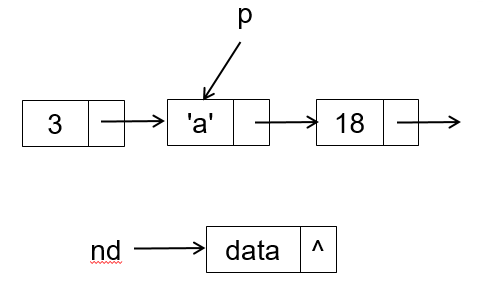 p
3 'a' 18
nd data ^